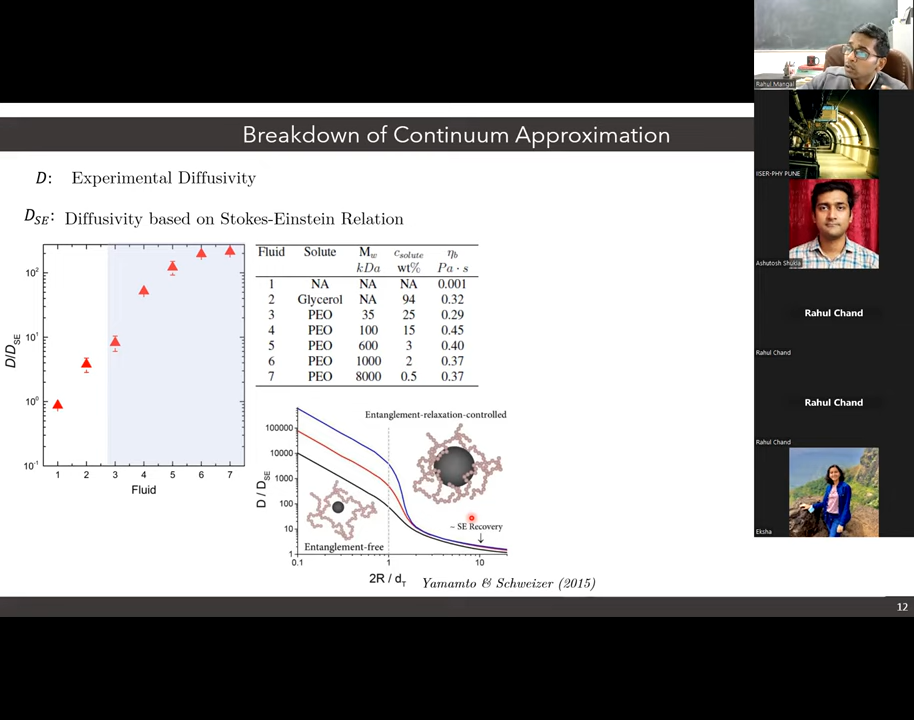 Breakdown of Continuum Approximation
D: Experimental Diffusivity
D_SE: Diffusivity based on Stokes-Einstein Relation
D/D_SE
10²
10¹
10⁰
10⁻¹
1 2 3 4 5 6 7
Fluid
Fluid Solute M_w c_solute η_b
kDa wt% Pa · s
1 NA NA NA 0.001
2 Glycerol NA 94 0.32
3 PEO 35 25 0.29
4 PEO 100 15 0.45
5 PEO 600 3 0.40
6 PEO 1000 2 0.37
7 PEO 8000 0.5 0.37
Entanglement-relaxation-controlled
D / D_SE
100000
10000
1000
100
10
1
~ SE Recovery
Entanglement-free
0.1 1 10
2R / d_T
Yamamto & Schweizer (2015)
12
Rahul Mangal
IISER-PHY PUNE
Ashutosh Shukla
Rahul Chand
Rahul Chand
Rahul Chand
Rahul Chand
Eksha